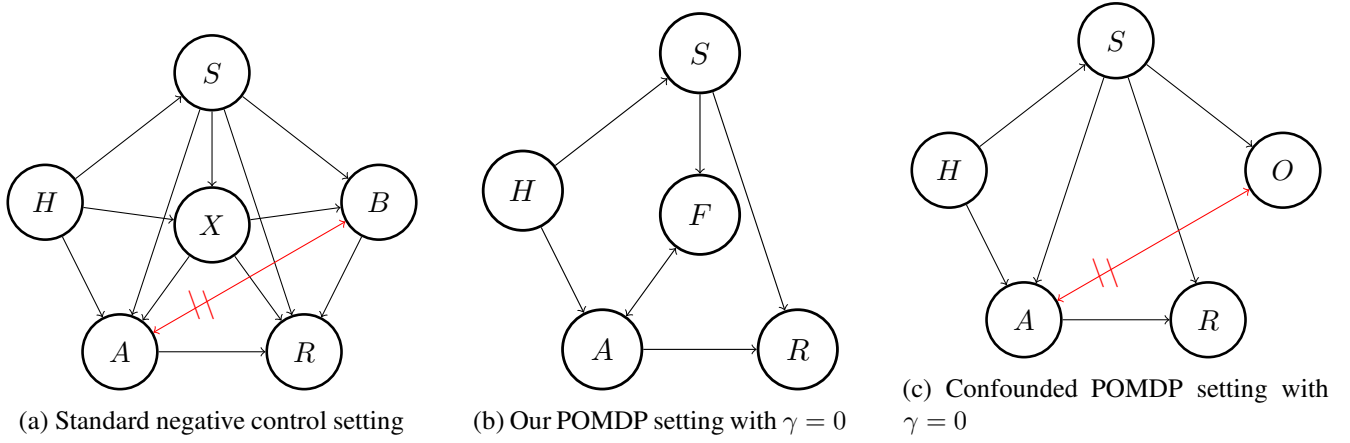 S
H
X
B
A
R
(a) Standard negative control setting
S
H
F
A
R
(b) Our POMDP setting with γ = 0
S
H
O
A
R
(c) Confounded POMDP setting with
γ = 0